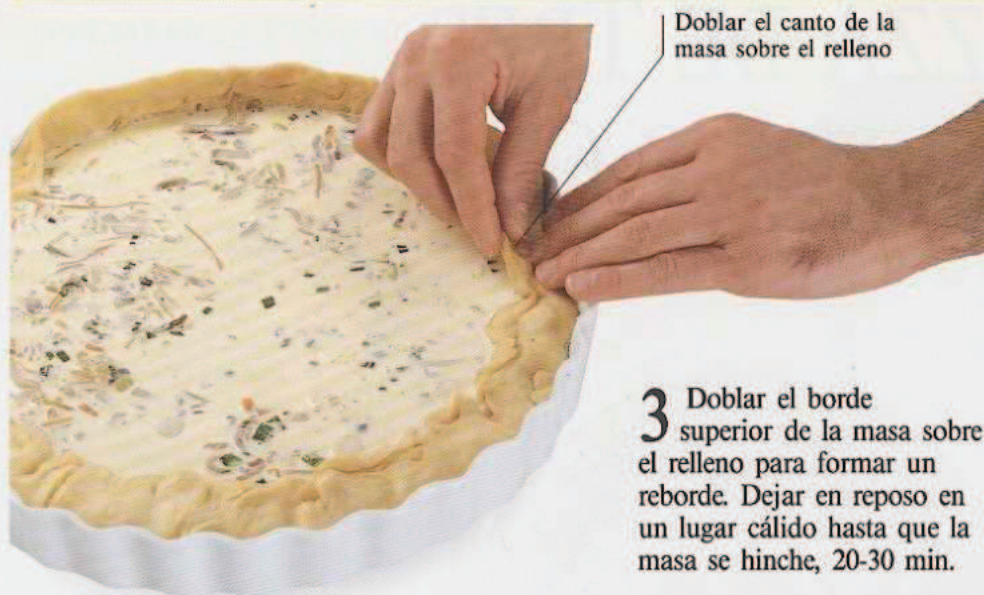 Doblar el canto de la
masa sobre el relleno
3 Doblar el borde
superior de la masa sobre
el relleno para formar un
reborde. Dejar en reposo en
un lugar cálido hasta que la
masa se hinche, 20-30 min.